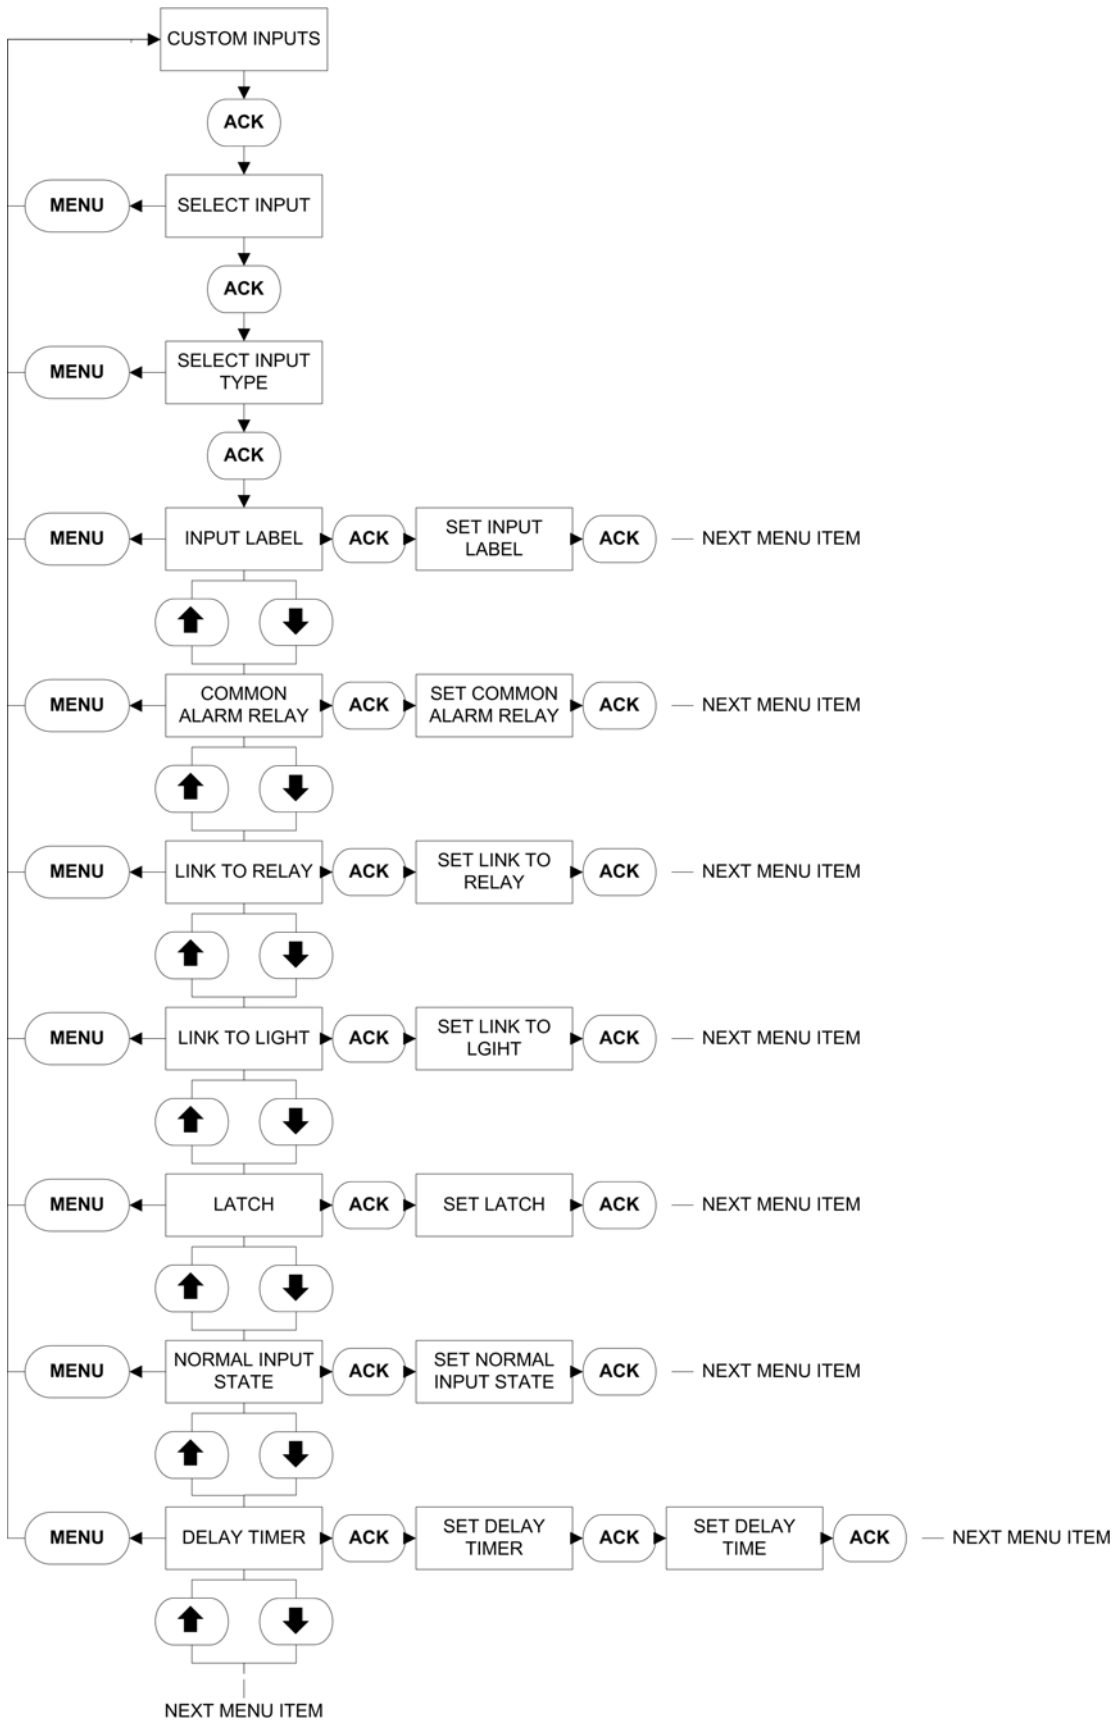 CUSTOM INPUTS
ACK
MENU
SELECT INPUT
ACK
MENU
SELECT INPUT
TYPE
ACK
MENU
INPUT LABEL
ACK
SET INPUT
LABEL
ACK
NEXT MENU ITEM
MENU
COMMON
ALARM RELAY
ACK
SET COMMON
ALARM RELAY
ACK
NEXT MENU ITEM
MENU
LINK TO RELAY
ACK
SET LINK TO
RELAY
ACK
NEXT MENU ITEM
MENU
LINK TO LIGHT
ACK
SET LINK TO
LGIHT
ACK
NEXT MENU ITEM
MENU
LATCH
ACK
SET LATCH
ACK
NEXT MENU ITEM
MENU
NORMAL INPUT
STATE
ACK
SET NORMAL
INPUT STATE
ACK
NEXT MENU ITEM
MENU
DELAY TIMER
ACK
SET DELAY
TIMER
ACK
SET DELAY
TIME
ACK
NEXT MENU ITEM
NEXT MENU ITEM